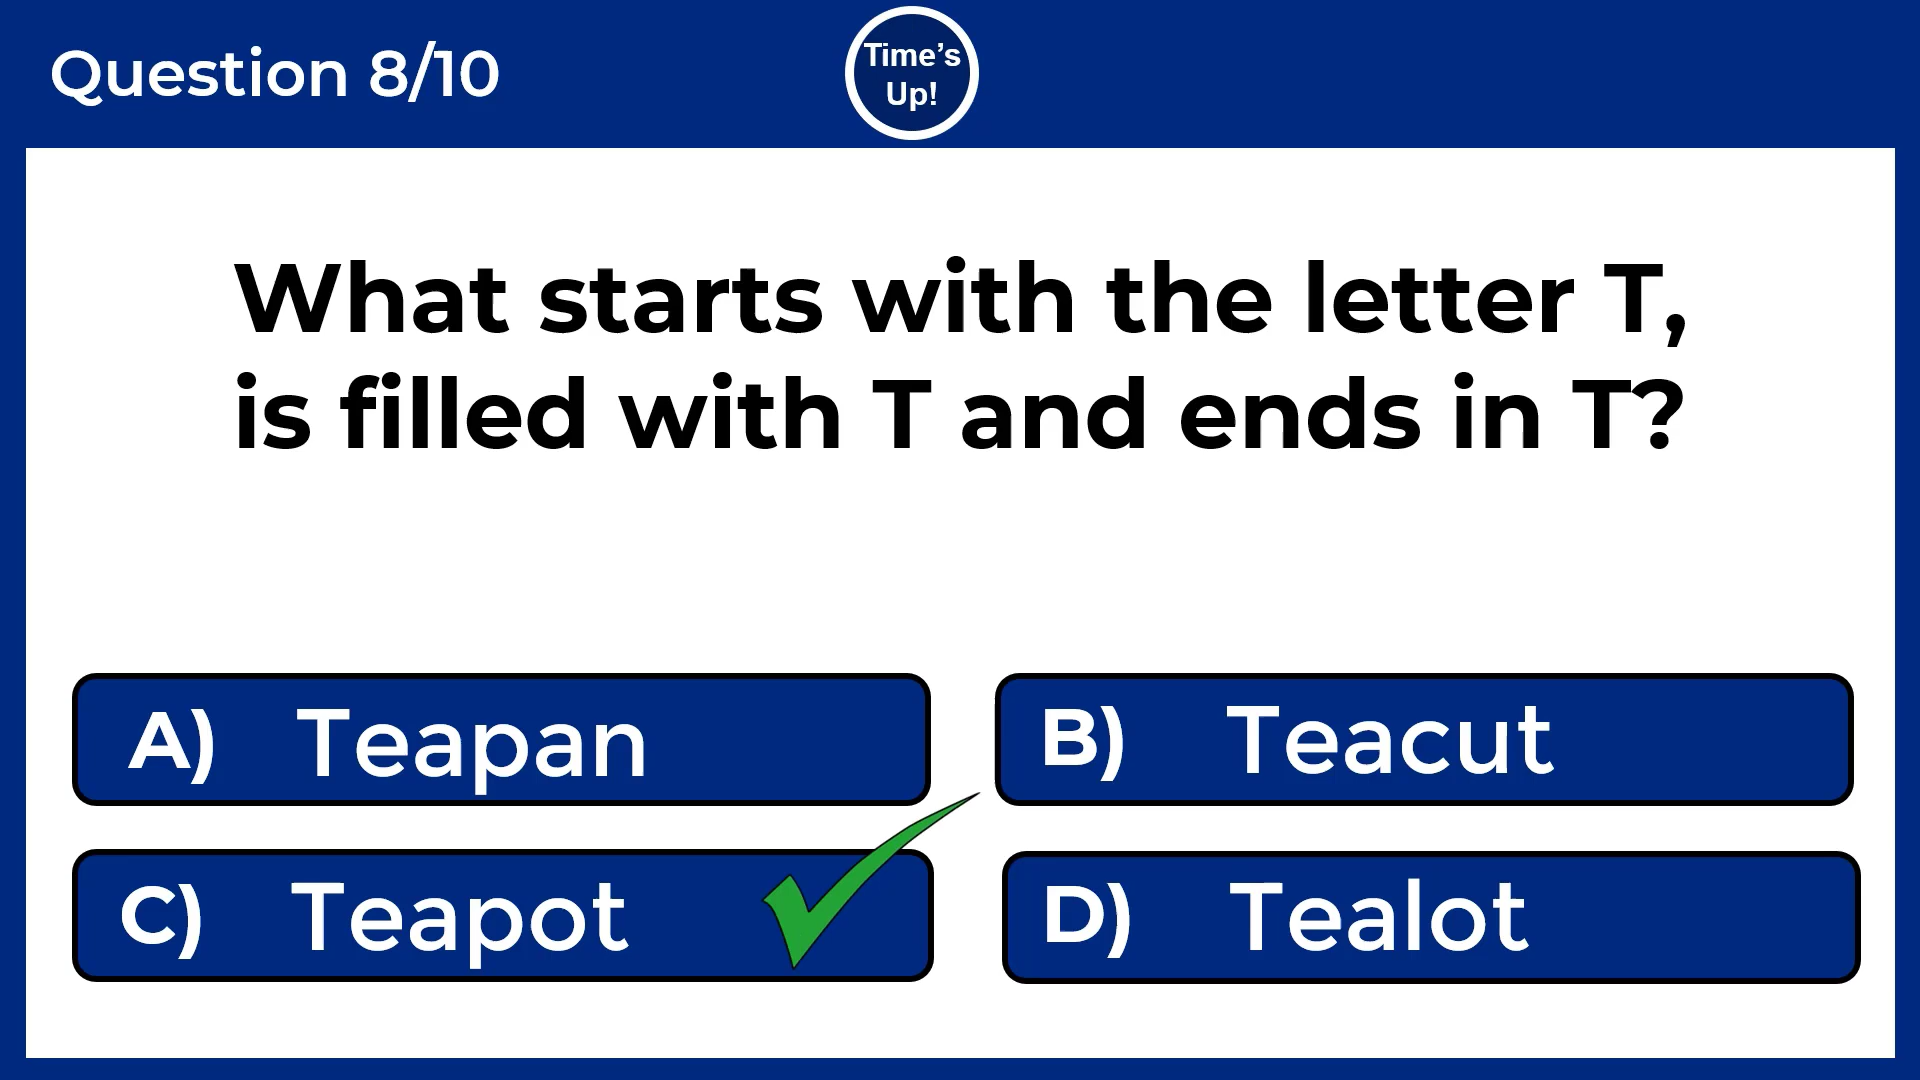 Question 8/10
Time's
Up!
What starts with the letter T,
is filled with T and ends in T?
A) Teapan
B) Teacut
C) Teapot
D) Tealot